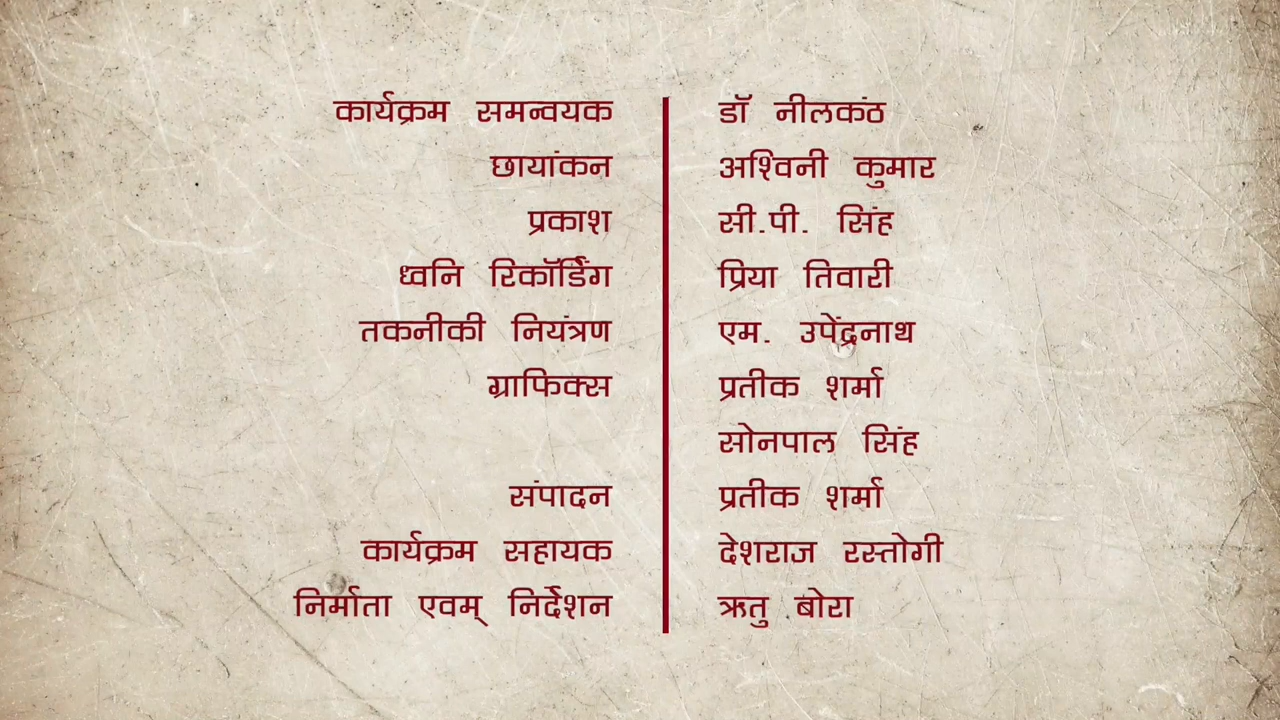 कार्यक्रम समन्वयक डॉ नीलकंठ
छायांकन अश्विनी कुमार
प्रकाश सी.पी. सिंह
ध्वनि रिकॉर्डिंग प्रिया तिवारी
तकनीकी नियंत्रण एम. उपेंद्रनाथ
ग्राफिक्स प्रतीक शर्मा
सोनपाल सिंह
संपादन प्रतीक शर्मा
कार्यक्रम सहायक देशराज रस्तोगी
निर्माता एवम् निर्देशन ऋतु बोरा